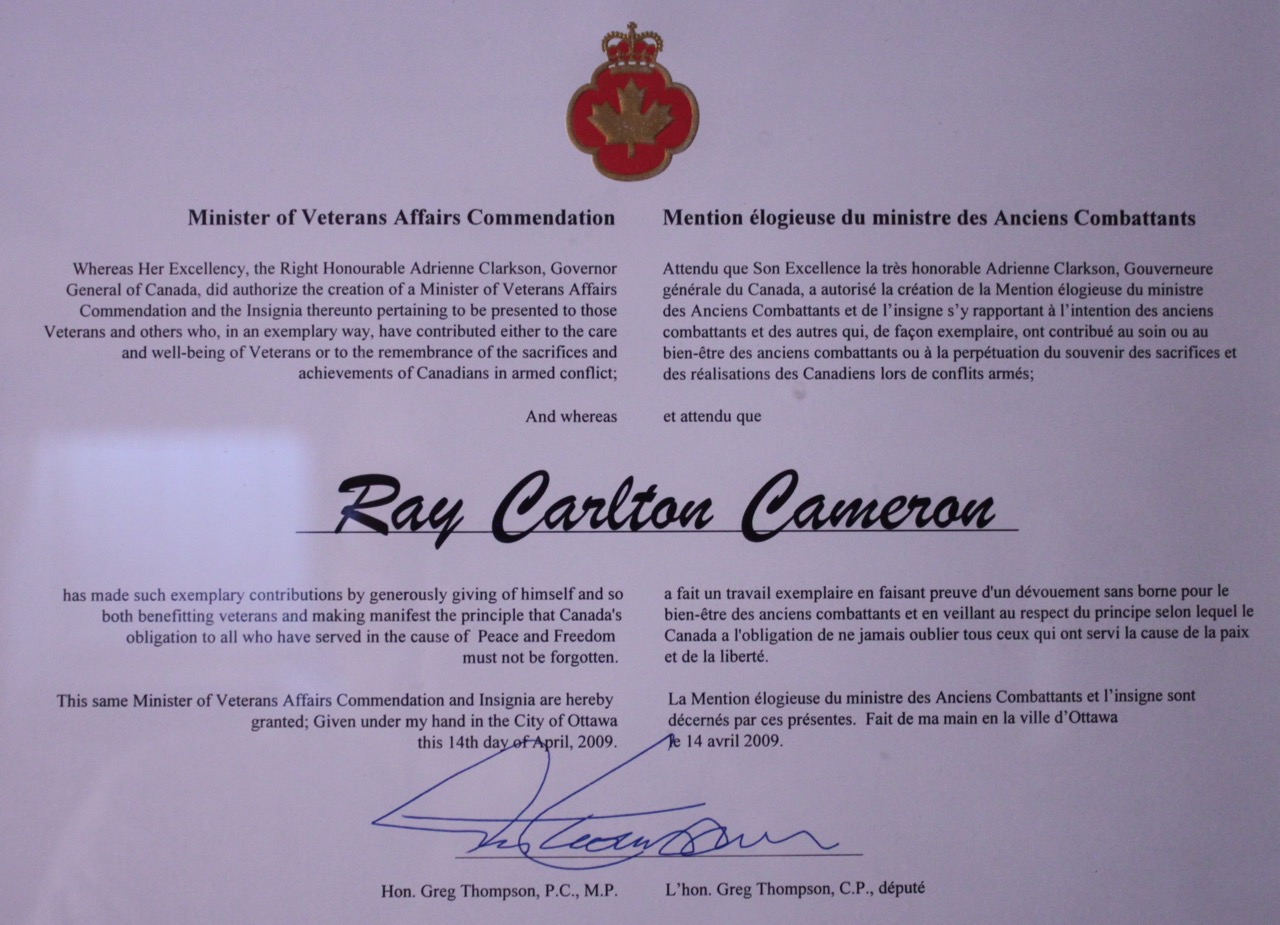 Minister of Veterans Affairs Commendation
Whereas Her Excellency, the Right Honourable Adrienne Clarkson, Governor
General of Canada, did authorize the creation of a Minister of Veterans Affairs
Commendation and the Insignia thereunto pertaining to be presented to those
Veterans and others who, in an exemplary way, have contributed either to the care
and well-being of Veterans or to the remembrance of the sacrifices and
achievements of Canadians in armed conflict;
And whereas
Mention élogieuse du ministre des Anciens Combattants
Attendu que Son Excellence la très honorable Adrienne Clarkson, Gouverneure
générale du Canada, a autorisé la création de la Mention élogieuse du ministre
des Anciens Combattants et de l’insigne s’y rapportant à l'intention des anciens
combattants et des autres qui, de façon exemplaire, ont contribué au soin ou au
bien-être des anciens combattants ou à la perpétuation du souvenir des sacrifices et
des réalisations des Canadiens lors de conflits armés;
et attendu que
Ray Carlton Cameron
has made such exemplary contributions by generously giving of himself and so
both benefitting veterans and making manifest the principle that Canada's
obligation to all who have served in the cause of Peace and Freedom
must not be forgotten.
This same Minister of Veterans Affairs Commendation and Insignia are hereby
granted; Given under my hand in the City of Ottawa
this 14th day of April, 2009.
a fait un travail exemplaire en faisant preuve d'un dévouement sans borne pour le
bien-être des anciens combattants et en veillant au respect du principe selon lequel le
Canada a l'obligation de ne jamais oublier tous ceux qui ont servi la cause de la paix
et de la liberté.
La Mention élogieuse du ministre des Anciens Combattants et l’insigne sont
décernés par ces présentes. Fait de ma main en la ville d’Ottawa
le 14 avril 2009.
Hon. Greg Thompson, P.C., M.P.
L’hon. Greg Thompson, C.P., député